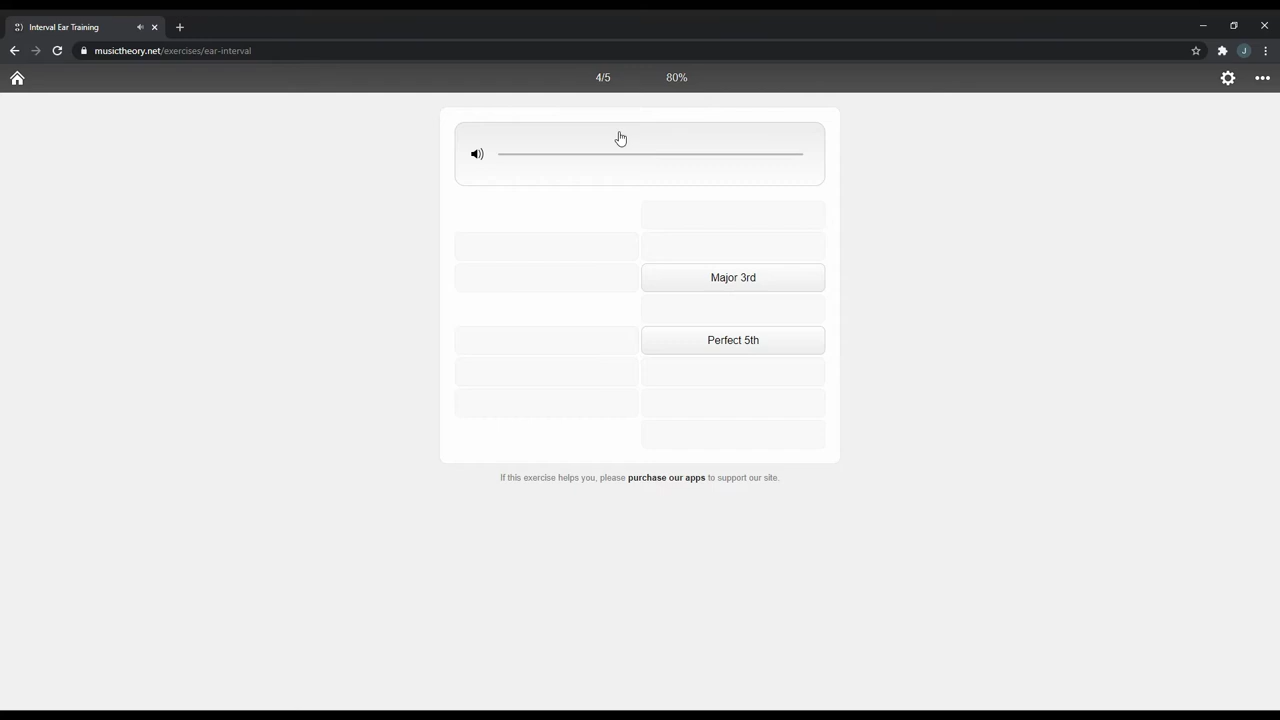 Interval Ear Training
musictheory.net/exercises/ear-interval
J
4/5 80%
Major 3rd
Perfect 5th
If this exercise helps you, please purchase our apps to support our site.